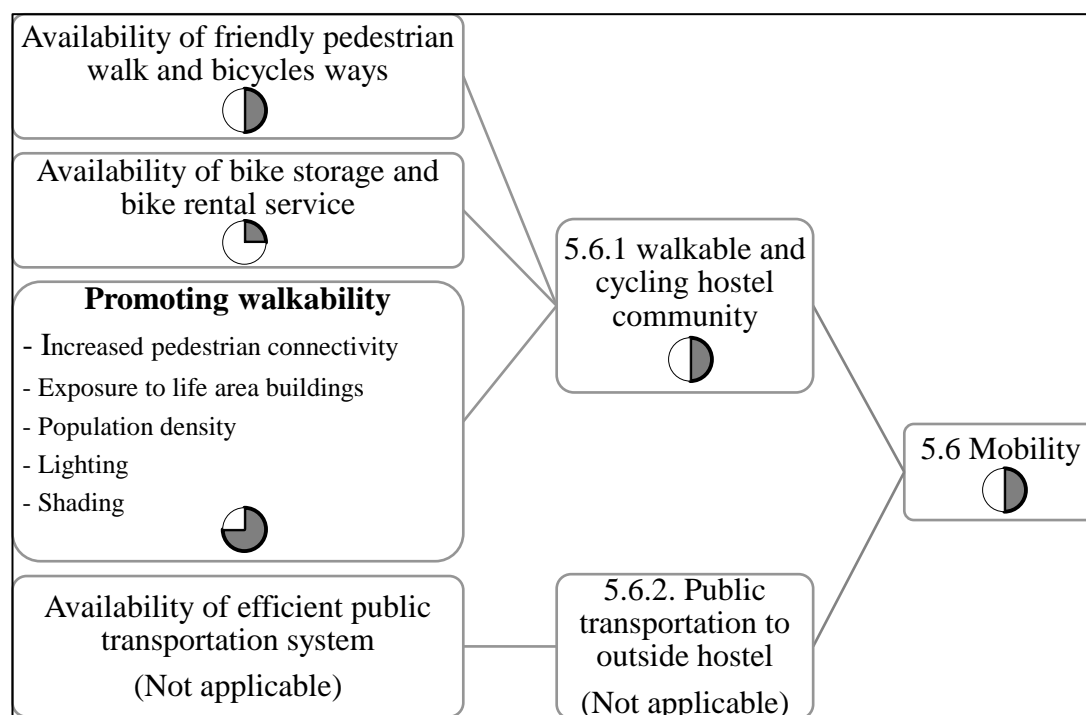 Availability of friendly pedestrian
walk and bicycles ways
Availability of bike storage and
bike rental service
Promoting walkability
- Increased pedestrian connectivity
- Exposure to life area buildings
- Population density
- Lighting
- Shading
Availability of efficient public
transportation system
(Not applicable)
5.6.1 walkable and
cycling hostel
community
5.6.2. Public
transportation to
outside hostel
(Not applicable)
5.6 Mobility